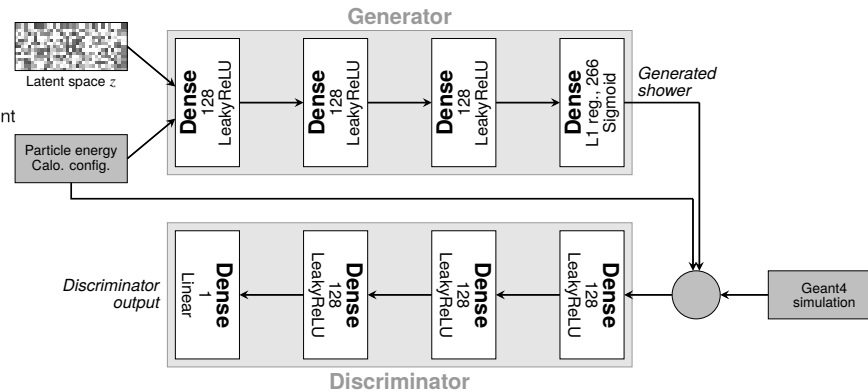 Generator
Latent space z
nt
Particle energy
Calo. config.
Dense
128
LeakyReLU
Dense
128
LeakyReLU
Dense
128
LeakyReLU
Dense
L1 reg., 266
Sigmoid
Generated
shower
Discriminator
output
Dense
1
Linear
Dense
128
LeakyReLU
Dense
128
LeakyReLU
Dense
128
LeakyReLU
Geant4
simulation
Discriminator